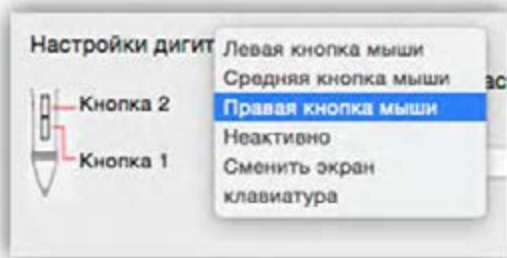 Настройки дигит
Левая кнопка мыши
Средняя кнопка мыши
Правая кнопка мыши
Неактивно
Сменить экран
клавиатура
Кнопка 2
Кнопка 1
ас